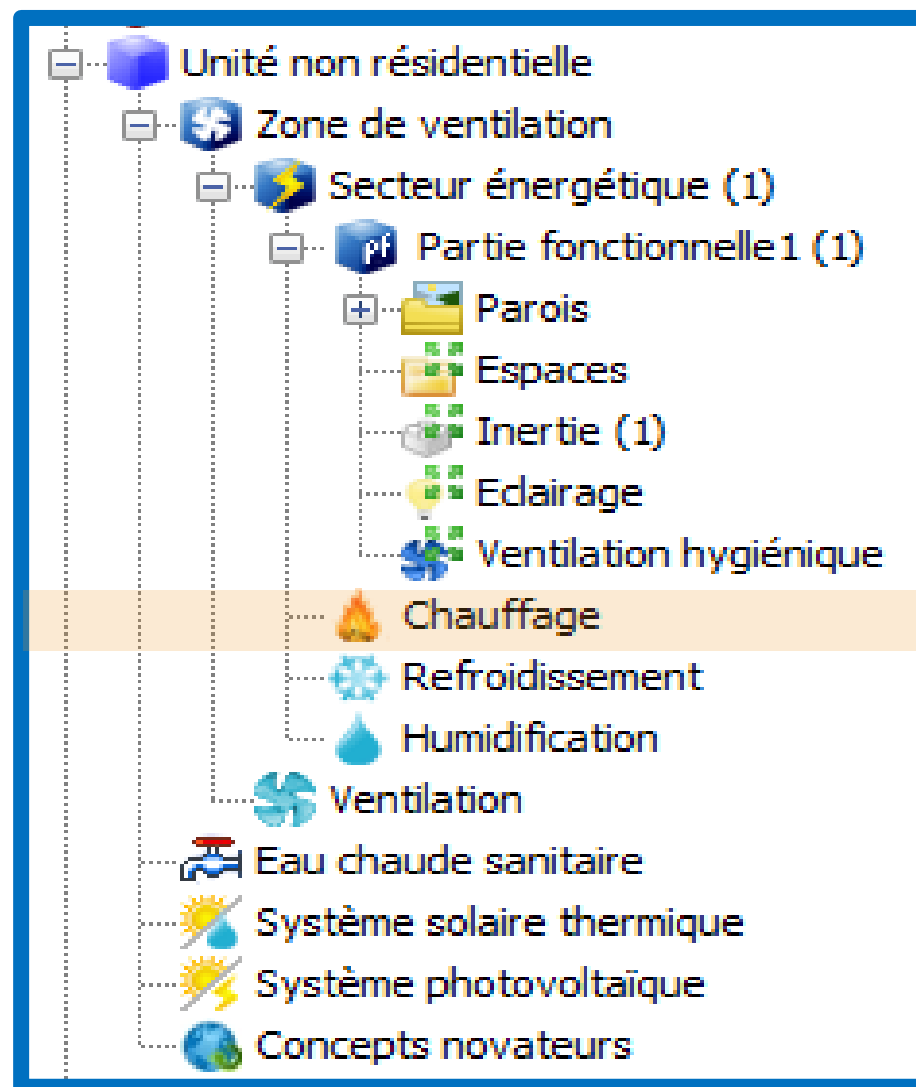 Unité non résidentielle
Zone de ventilation
Secteur énergétique (1)
pf Partie fonctionnelle1 (1)
Parois
Espaces
Inertie (1)
Eclairage
Ventilation hygiénique
Chauffage
Refroidissement
Humidification
Ventilation
Eau chaude sanitaire
Système solaire thermique
Système photovoltaïque
Concepts novateurs